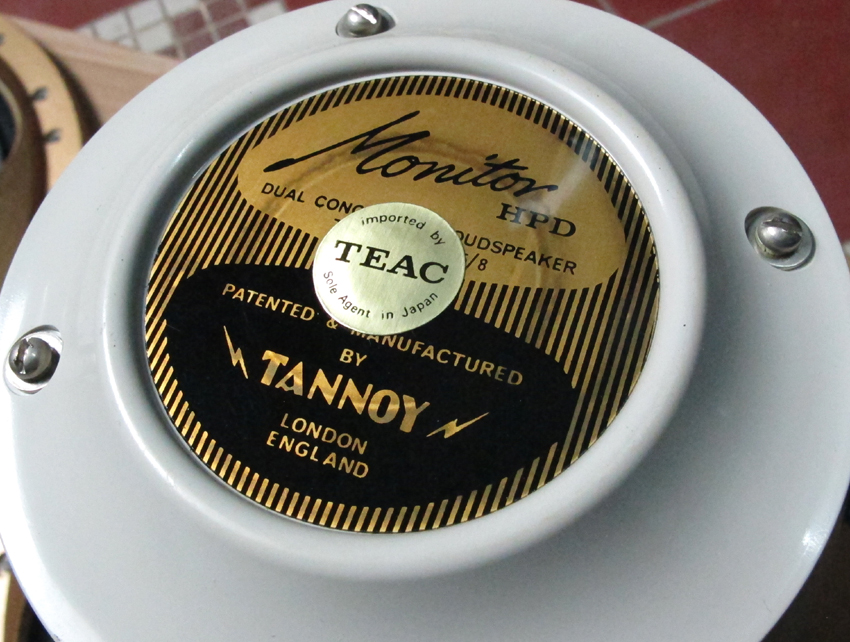 Monitor
HPD
DUAL CONC
OUDSPEAKER
/8
imported by
TEAC
Sole Agent in Japan
PATENTED & MANUFACTURED
BY
TANNOY
LONDON
ENGLAND